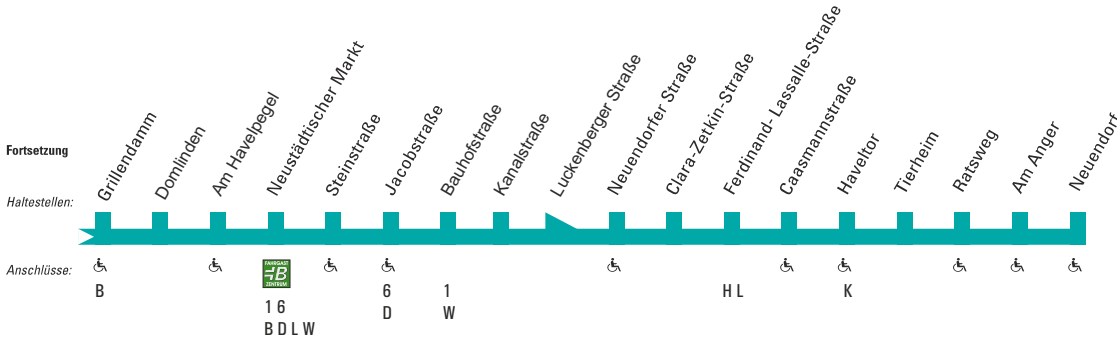 Fortsetzung
Haltestellen:
Grillendamm
Domlinden
Am Havelpegel
Neustädtischer Markt
Steinstraße
Jacobstraße
Bauhofstraße
Kanalstraße
Luckenberger Straße
Neuendorfer Straße
Clara-Zetkin-Straße
Ferdinand- Lassalle-Straße
Caasmannstraße
Haveltor
Tierheim
Ratsweg
Am Anger
Neuendorf
Anschlüsse:
B
FAHRGAST
B
ZENTRUM
1 6
B D L W
6
D
1
W
H L
K